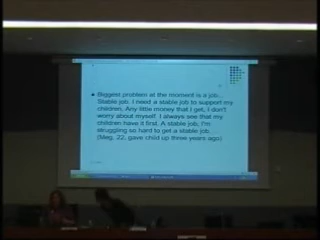 Biggest problem at the moment is a job...
Stable job. I need a stable job to support my
children. Any little money that I get, I don't
worry about myself. I always see that my
children have it first. A stable job, I'm
struggling so hard to get a stable job....
(Meg, 22, gave child up three years ago)